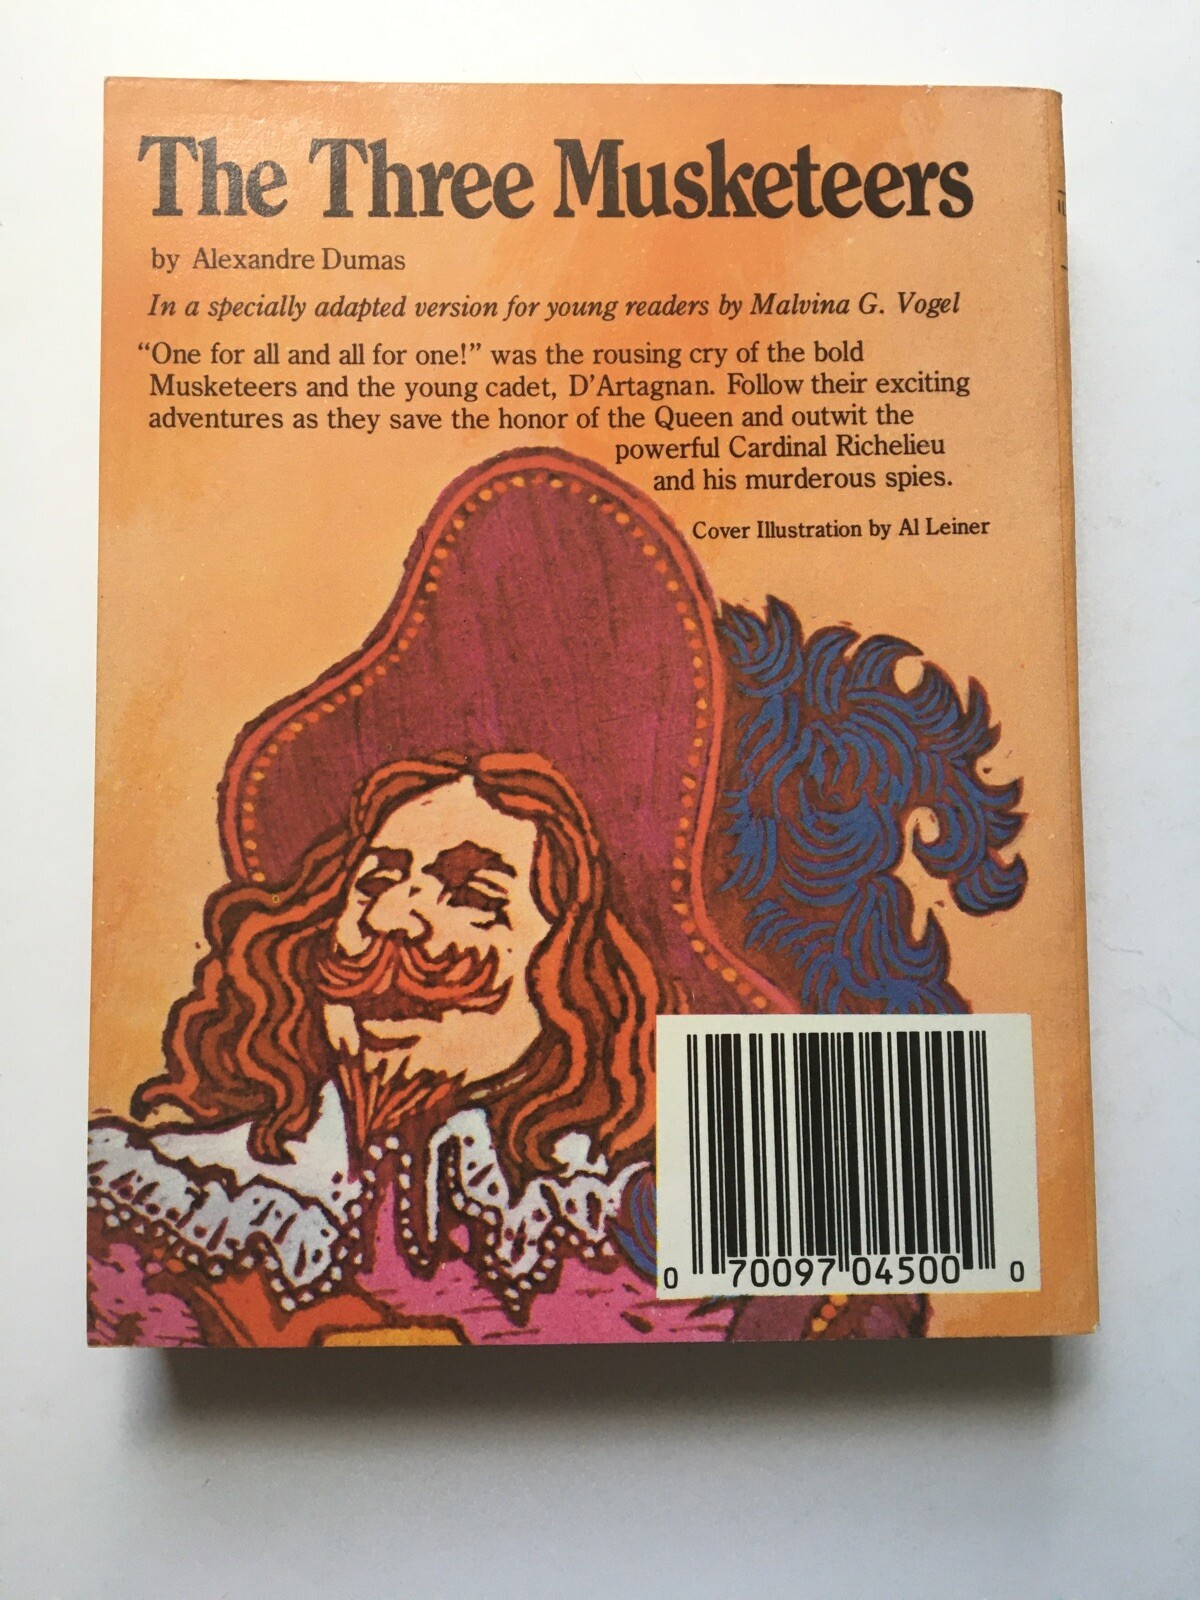 The Three Musketeers
by Alexandre Dumas
In a specially adapted version for young readers by Malvina G. Vogel
“One for all and all for one!” was the rousing cry of the bold
Musketeers and the young cadet, D’Artagnan. Follow their exciting
adventures as they save the honor of the Queen and outwit the
powerful Cardinal Richelieu
and his murderous spies.
Cover Illustration by Al Leiner
0 70097 04500 0